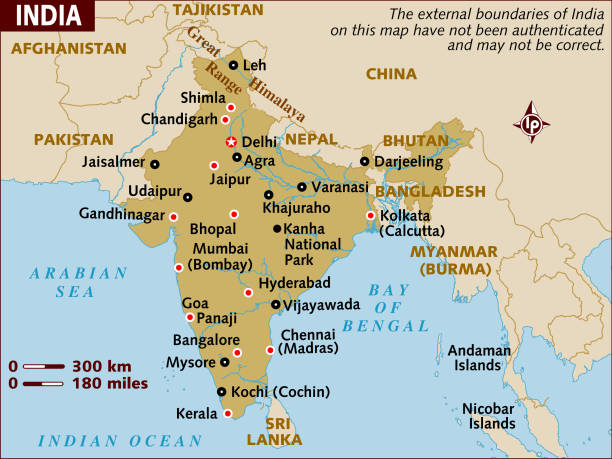 INDIA
The external boundaries of India
on this map have not been authenticated
and may not be correct.
TAJIKISTAN
AFGHANISTAN
Great
Range
Himalaya
Leh
CHINA
Shimla
Chandigarh
PAKISTAN
Delhi
NEPAL
BHUTAN
lp
Jaisalmer
Agra
Darjeeling
Jaipur
Varanasi
BANGLADESH
Udaipur
Khajuraho
Gandhinagar
Bhopal
Kanha
National
Park
Kolkata
(Calcutta)
Mumbai
(Bombay)
MYANMAR
(BURMA)
ARABIAN
SEA
Hyderabad
BAY
OF
BENGAL
Goa
Panaji
Vijayawada
Bangalore
Chennai
(Madras)
Andaman
Islands
0 300 km
0 180 miles
Mysore
Kochi (Cochin)
Kerala
SRI
LANKA
Nicobar
Islands
INDIAN OCEAN